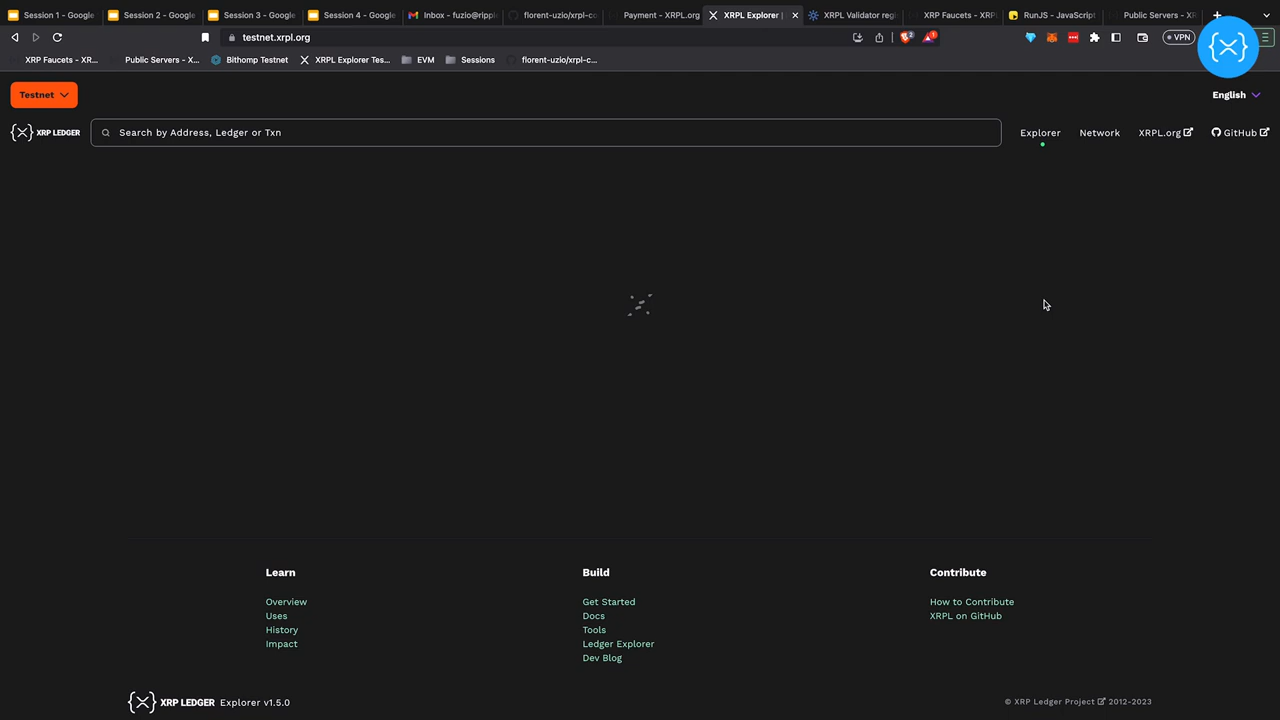 Session 1 - Google
Session 2 - Google
Session 3 - Google
Session 4 - Google
Inbox - fuzio@rippl
florent-uzio/xrpl-c
Payment - XRPL.org
XRPL Explorer |
XRPL Validator reg
XRP Faucets - XRPL
RunJS - JavaScript
Public Servers - XR
testnet.xrpl.org
2
1
VPN
XRP Faucets - XR...
Public Servers - X...
Bithomp Testnet
XRPL Explorer Tes...
EVM
Sessions
florent-uzio/xrpl-c...
Testnet
English
XRP LEDGER
Search by Address, Ledger or Txn
Explorer
Network
XRPL.org
GitHub
Learn
Overview
Uses
History
Impact
Build
Get Started
Docs
Tools
Ledger Explorer
Dev Blog
Contribute
How to Contribute
XRPL on GitHub
XRP LEDGER Explorer v1.5.0
© XRP Ledger Project 2012-2023